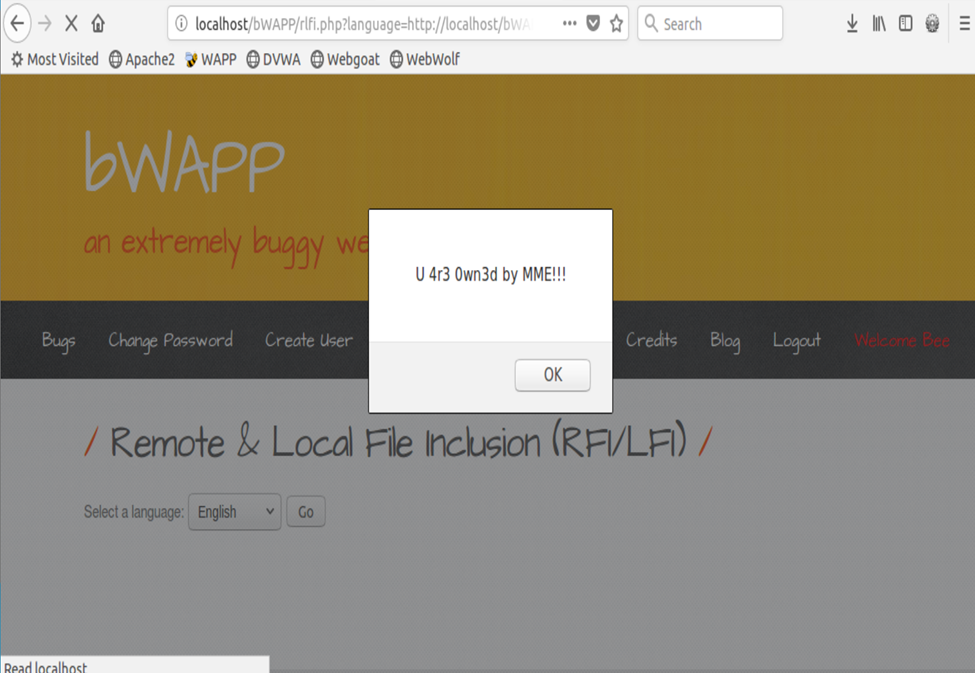 localhost/bWAPP/rlfi.php?language=http://localhost/bWA
Search
Most Visited Apache2 WAPP DVWA Webgoat WebWolf
bWAPP
an extremely buggy we
U 4r3 0wn3d by MME!!!
OK
Bugs Change Password Create User Credits Blog Logout Welcome Bee
/ Remote & Local File Inclusion (RFI/LFI) /
Select a language: English Go
Read localhost